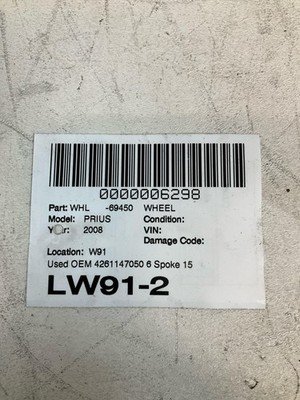 0000006298
Part: WHL -69450 WHEEL
Model: PRIUS Condition:
Year: 2008 VIN:
Damage Code:
Location: W91
Used OEM 4261147050 6 Spoke 15
LW91-2